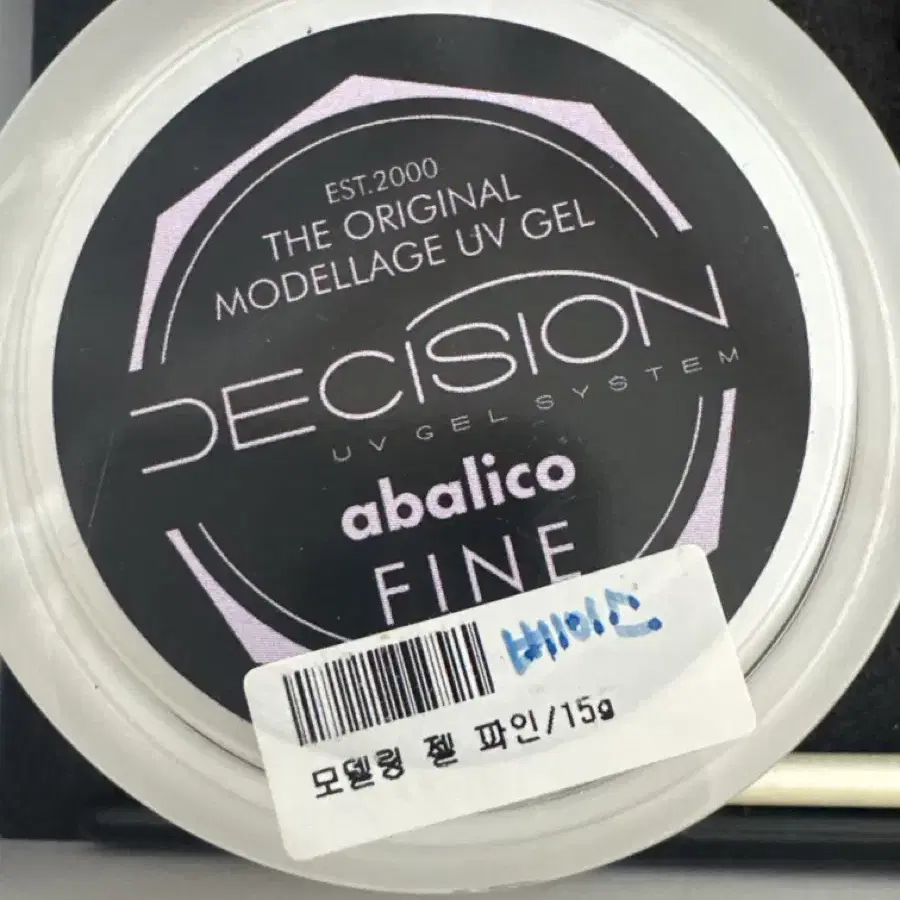 EST.2000
THE ORIGINAL
MODELLAGE UV GEL
DECISION
UV GEL SYSTEM
abalico
FINE
베이스
모델링 젤 파인/15g